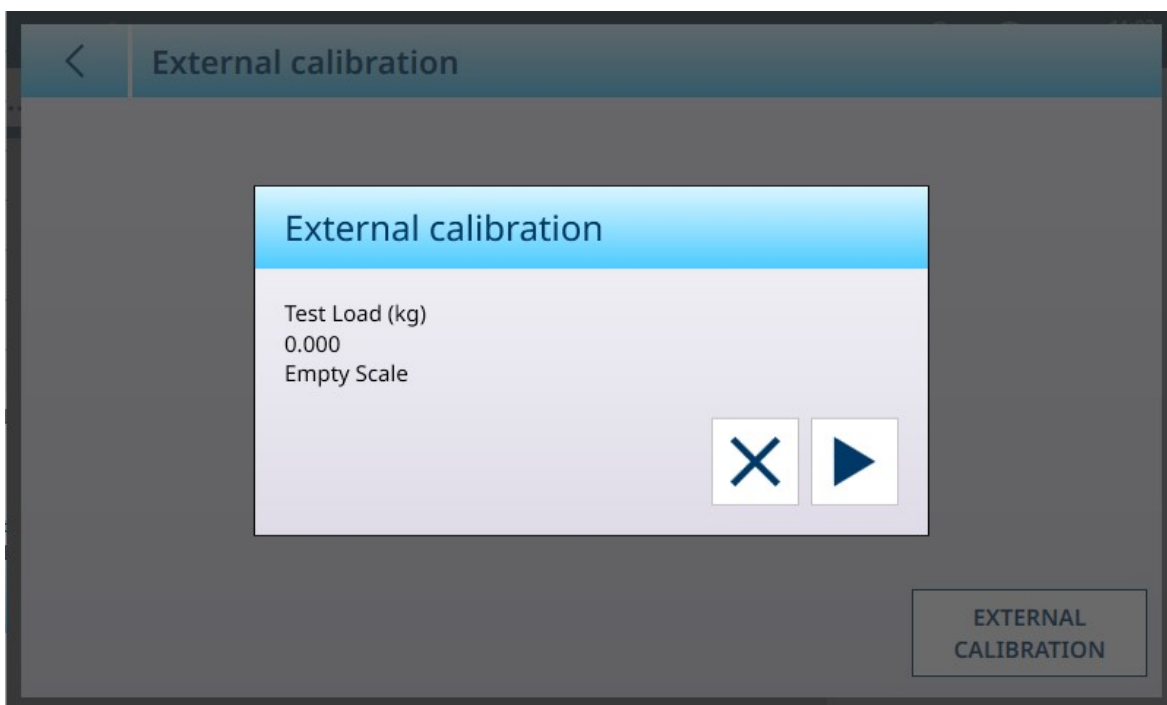 External calibration
External calibration
Test Load (kg)
0.000
Empty Scale
EXTERNAL
CALIBRATION